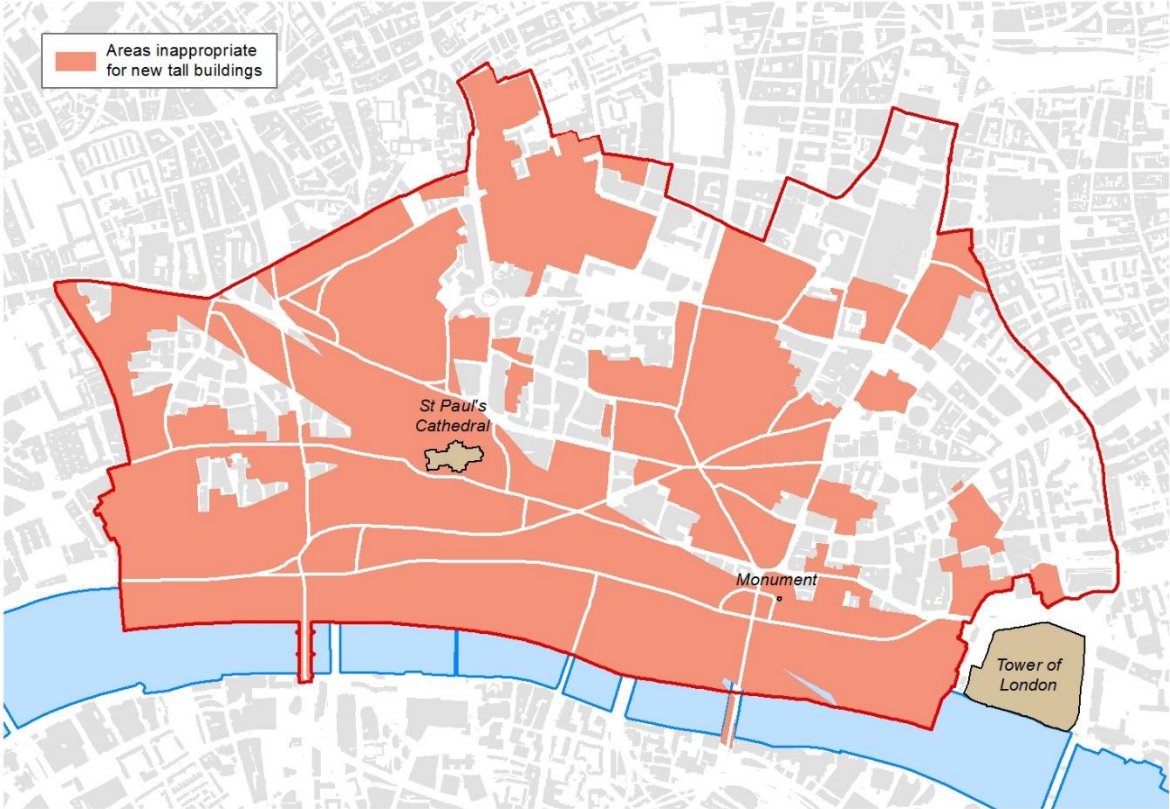 Areas inappropriate
for new tall buildings
St Paul's
Cathedral
Monument
Tower of
London